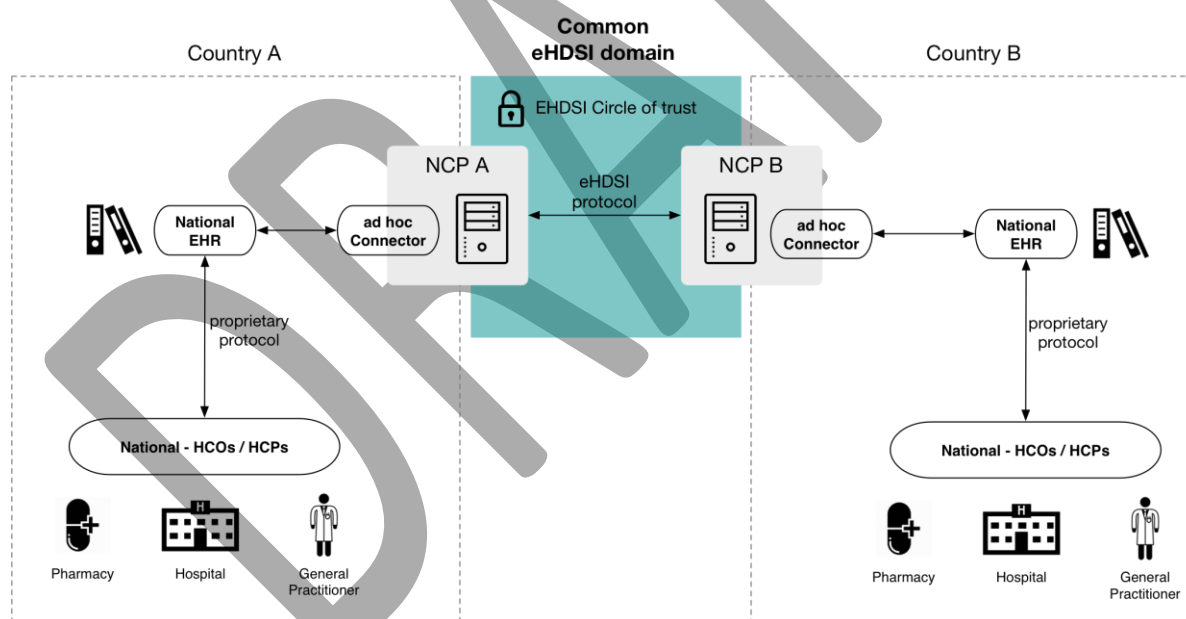 Common
eHDSI domain
Country A
Country B
EHDSI Circle of trust
NCP A
NCP B
eHDSI
protocol
National
EHR
ad hoc
Connector
ad hoc
Connector
National
EHR
proprietary
protocol
proprietary
protocol
National - HCOs / HCPs
National - HCOs / HCPs
H
H
Pharmacy
Hospital
General
Practitioner
Pharmacy
Hospital
General
Practitioner
DRAFT